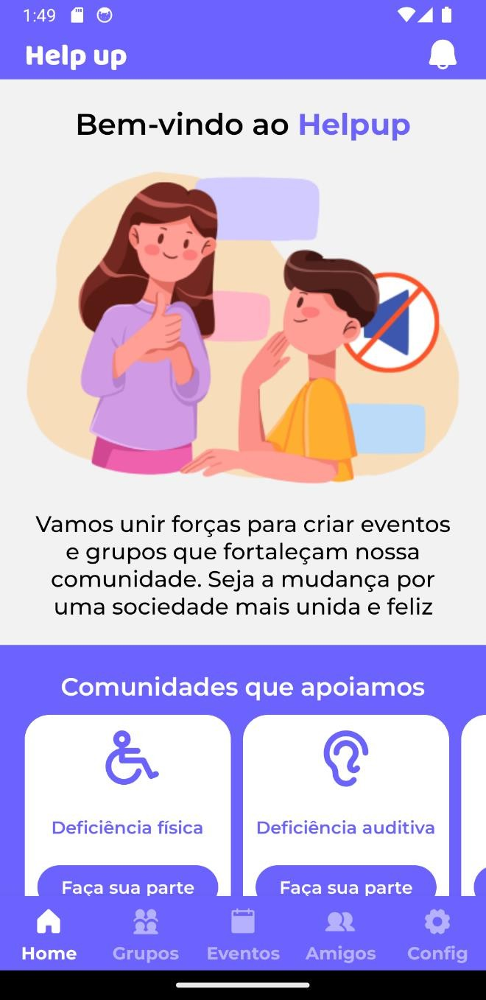 1:49
Help up
Bem-vindo ao Helpup
Vamos unir forças para criar eventos
e grupos que fortaleçam nossa
comunidade. Seja a mudança por
uma sociedade mais unida e feliz
Comunidades que apoiamos
Deficiência física
Deficiência auditiva
Faça sua parte
Faça sua parte
Home
Grupos
Eventos
Amigos
Config